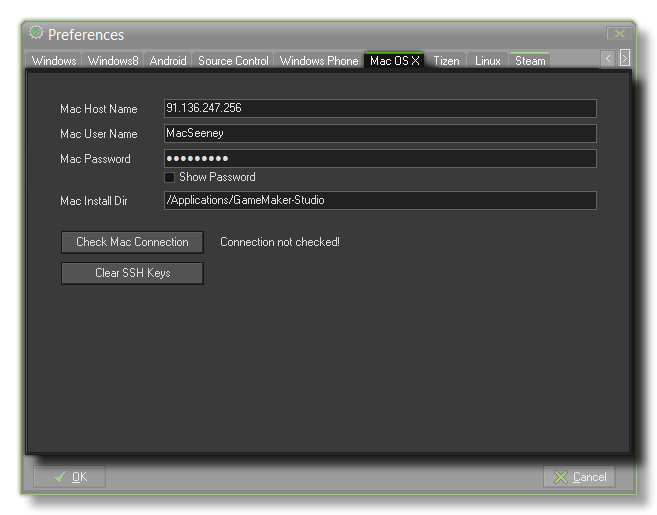 Preferences
Windows Windows8 Android Source Control Windows Phone Mac OS X Tizen Linux Steam
Mac Host Name 91.136.247.256
Mac User Name MacSeeney
Mac Password ●●●●●●●●●
Show Password
Mac Install Dir /Applications/GameMaker-Studio
Check Mac Connection Connection not checked!
Clear SSH Keys
OK Cancel